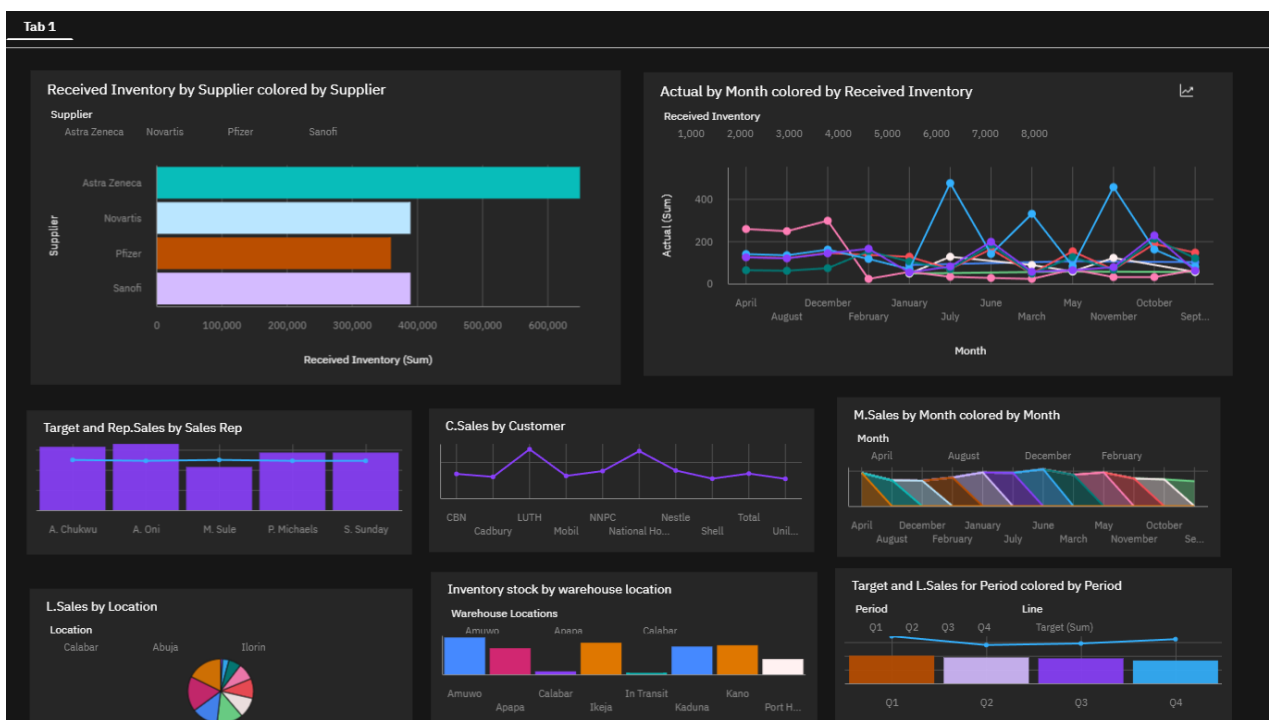 Tab 1
Received Inventory by Supplier colored by Supplier
Supplier
Astra Zeneca Novartis Pfizer Sanofi
Astra Zeneca
Novartis
Pfizer
Sanofi
Supplier
0 100,000 200,000 300,000 400,000 500,000 600,000
Received Inventory (Sum)
Actual by Month colored by Received Inventory
Received Inventory
1,000 2,000 3,000 4,000 5,000 6,000 7,000 8,000
Actual (Sum)
400
200
0
April December January June May October
August February July March November Sept...
Month
Target and Rep.Sales by Sales Rep
A. Chukwu A. Oni M. Sule P. Michaels S. Sunday
C.Sales by Customer
CBN LUTH NNPC Nestle Total
Cadbury Mobil National Ho... Shell Unil...
M.Sales by Month colored by Month
Month
April August December February
April December January June May October
August February July March November Se...
L.Sales by Location
Location
Calabar Abuja Ilorin
Inventory stock by warehouse location
Warehouse Locations
Amuwo Apapa Calabar
Amuwo Calabar In Transit Kano
Apapa Ikeja Kaduna Port H...
Target and L.Sales for Period colored by Period
Period Line
Q1 Q2 Q3 Q4 Target (Sum)
Q1 Q2 Q3 Q4